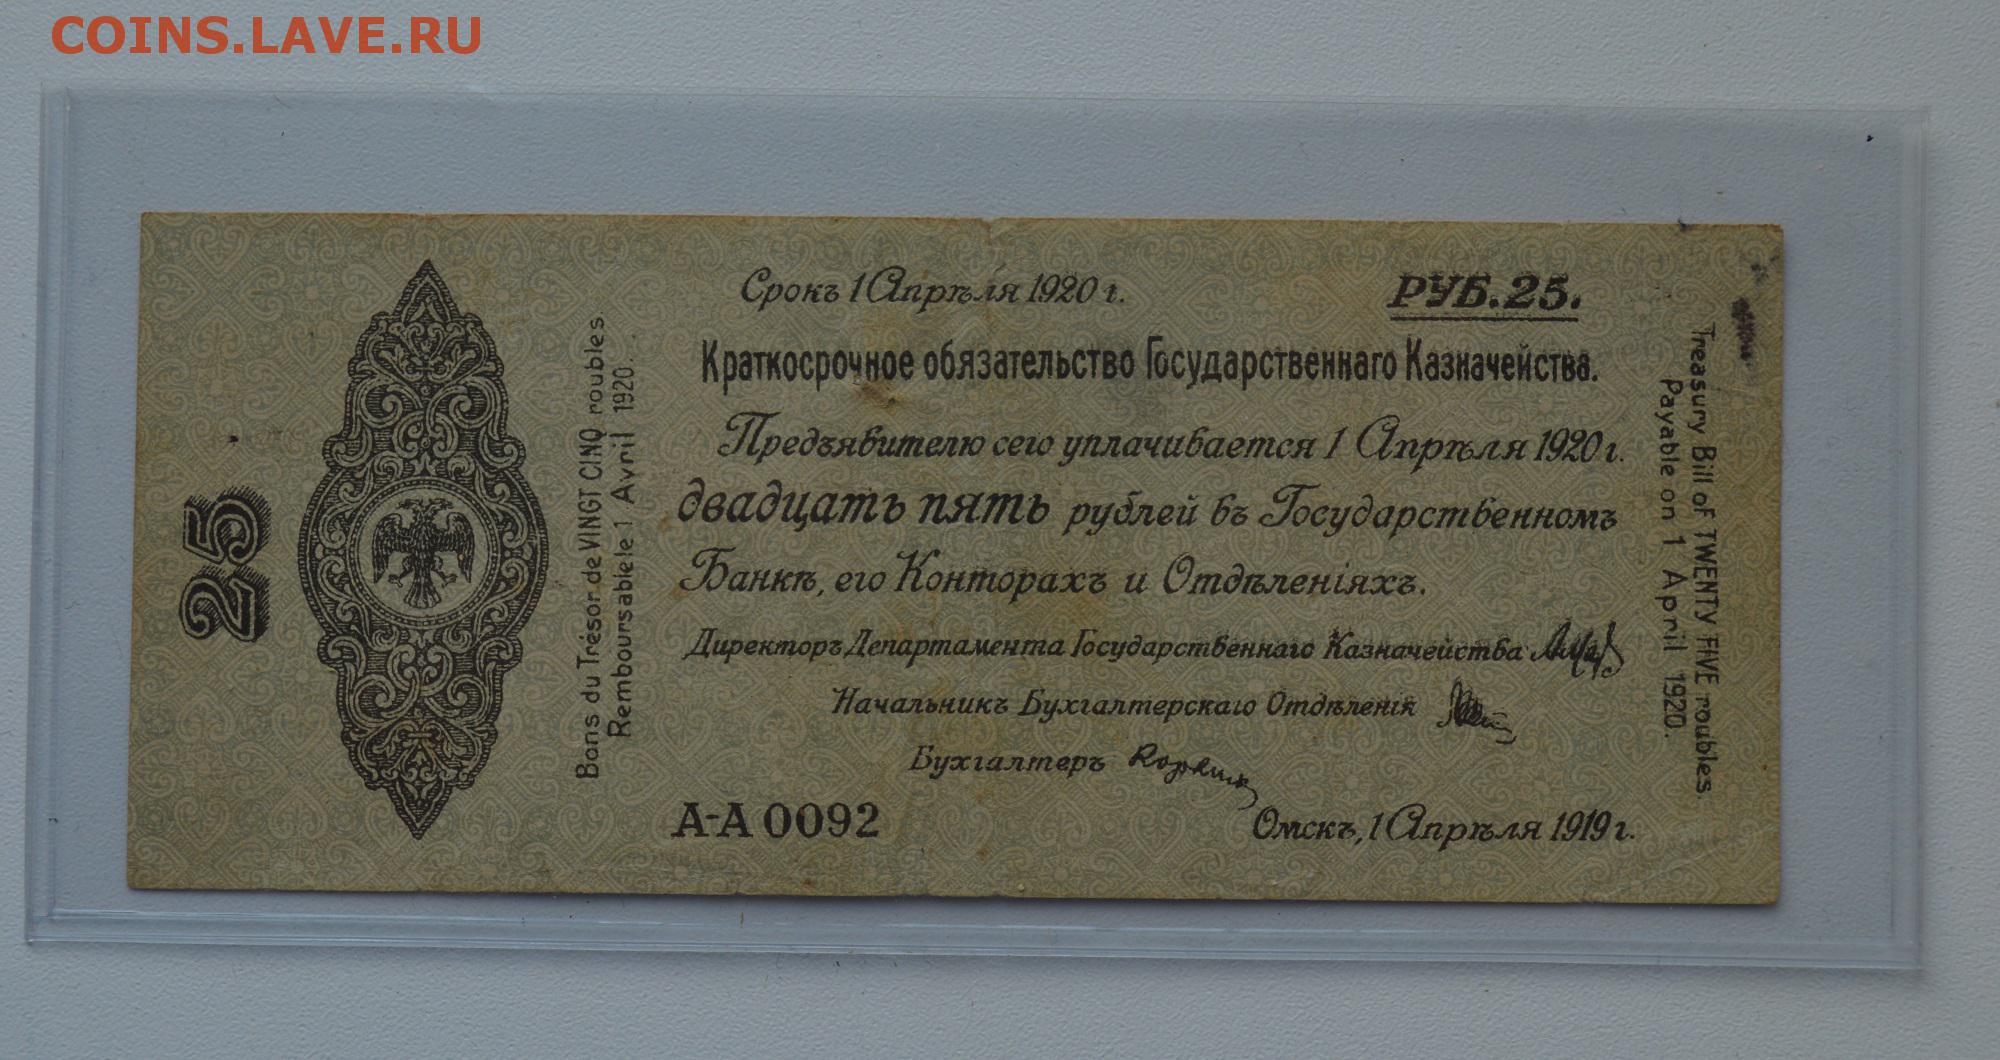 COINS.LAVE.RU
25
Bons du Trésor de VINGT CINQ roubles.
Remboursable le 1 Avril 1920.
Срокъ 1 Апрѣля 1920 г.
РУБ. 25.
Краткосрочное обязательство Государственнаго Казначейства.
Предъявителю сего уплачивается 1 Апрѣля 1920 г.
двадцать пять рублей въ Государственномъ
Банкѣ, его Конторахъ и Отдѣленіяхъ.
Директоръ Департамента Государственнаго Казначейства
Начальникъ Бухгалтерскаго Отдѣленія
Бухгалтеръ
А-А 0092
Омскъ, 1 Апрѣля 1919 г.
Treasury Bill of TWENTY FIVE roubles.
Payable on 1 April 1920.